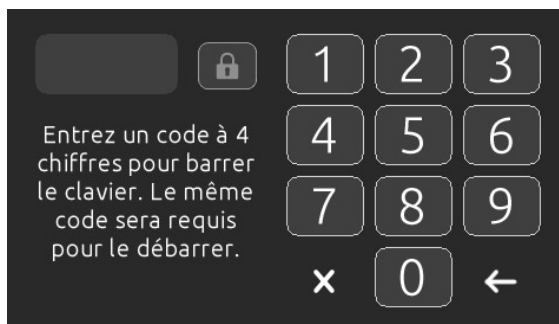 1 2 3
Entrez un code à 4
chiffres pour barrer
le clavier. Le même
code sera requis
pour le débarrer.
4 5 6
7 8 9
× 0 ←